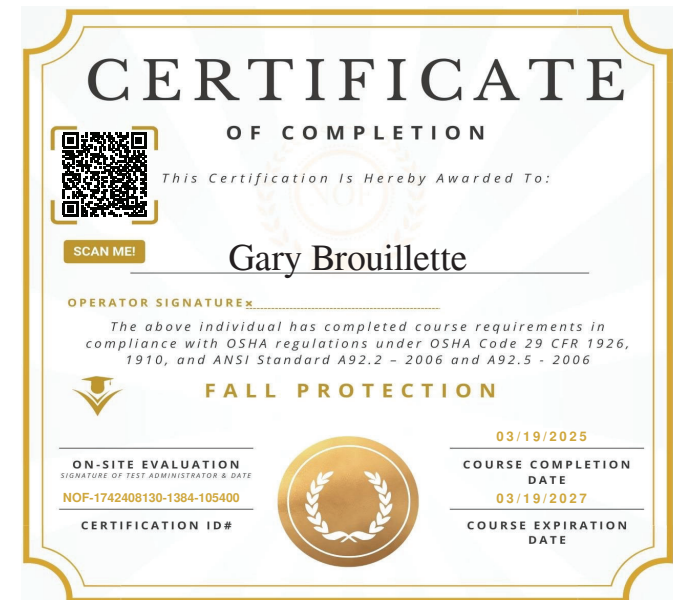 CERTIFICATE
OF COMPLETION
This Certification Is Hereby Awarded To:
NOF
SCAN ME!
Gary Brouillette
OPERATOR SIGNATURE×
The above individual has completed course requirements in
compliance with OSHA regulations under OSHA Code 29 CFR 1926,
1910, and ANSI Standard A92.2 – 2006 and A92.5 - 2006
FALL PROTECTION
03/19/2025
ON-SITE EVALUATION
SIGNATURE OF TEST ADMINISTRATOR & DATE
COURSE COMPLETION
DATE
NOF-1742408130-1384-105400
03/19/2027
CERTIFICATION ID#
COURSE EXPIRATION
DATE